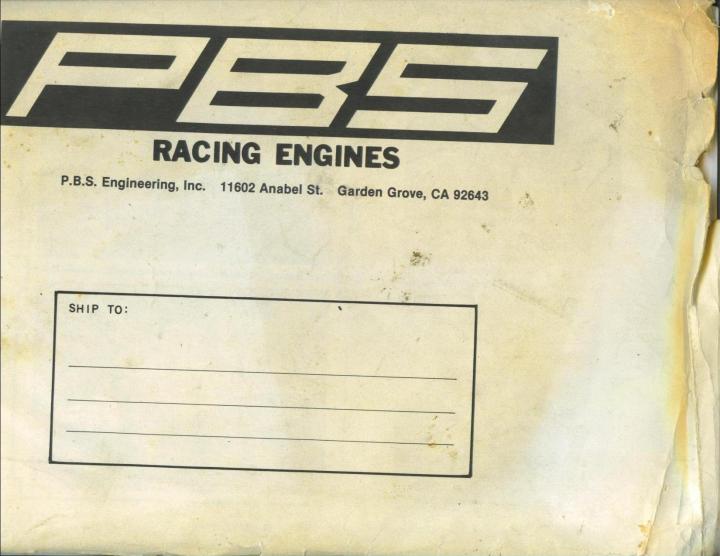 PBS
RACING ENGINES
P.B.S. Engineering, Inc. 11602 Anabel St. Garden Grove, CA 92643
SHIP TO: